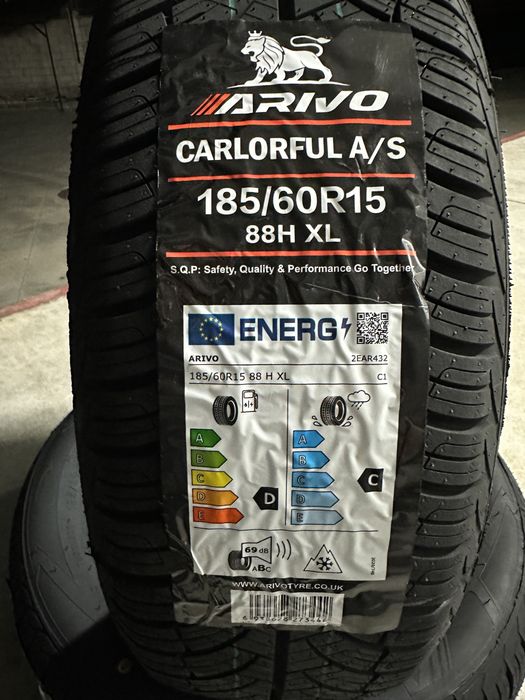 ARIVO
CARLORFUL A/S
185/60R15
88H XL
S.Q.P: Safety, Quality & Performance Go Together
ENERG
ARIVO 2EAR432
185/60R15 88 H XL C1
A A
B B
C C C
D D D
E E
69 dB
ABC
WWW.ARIVOTYRE.CO.UK